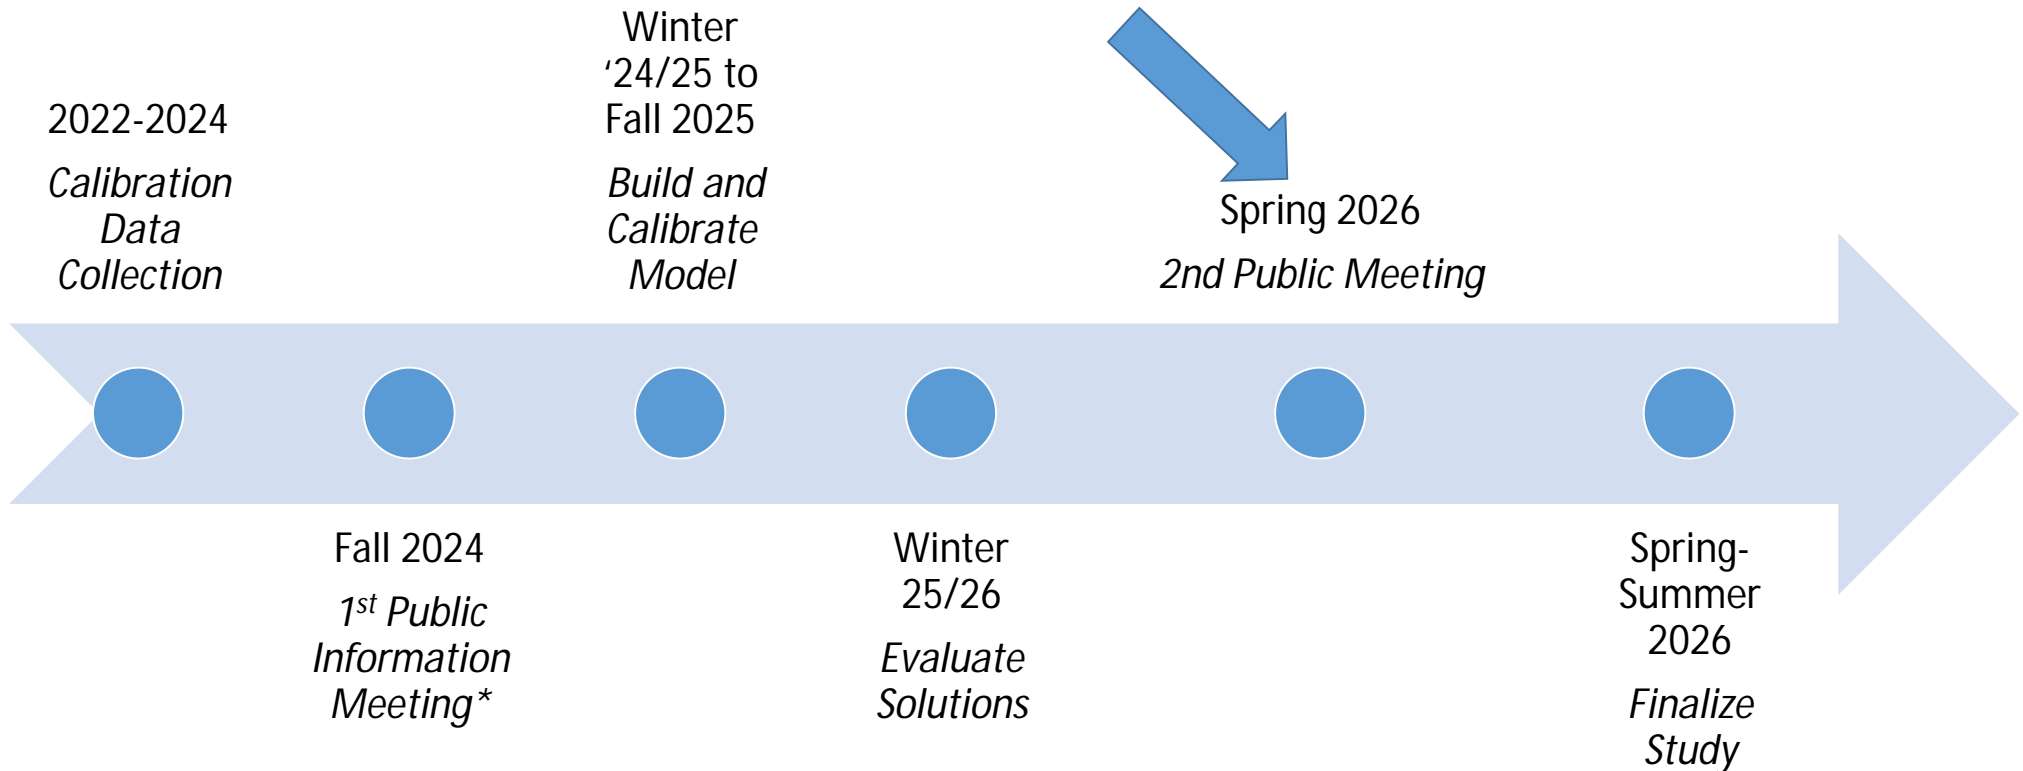 2022-2024
Calibration
Data
Collection
Fall 2024
1st Public
Information
Meeting*
Winter
‘24/25 to
Fall 2025
Build and
Calibrate
Model
Winter
25/26
Evaluate
Solutions
Spring 2026
2nd Public Meeting
Spring-
Summer
2026
Finalize
Study